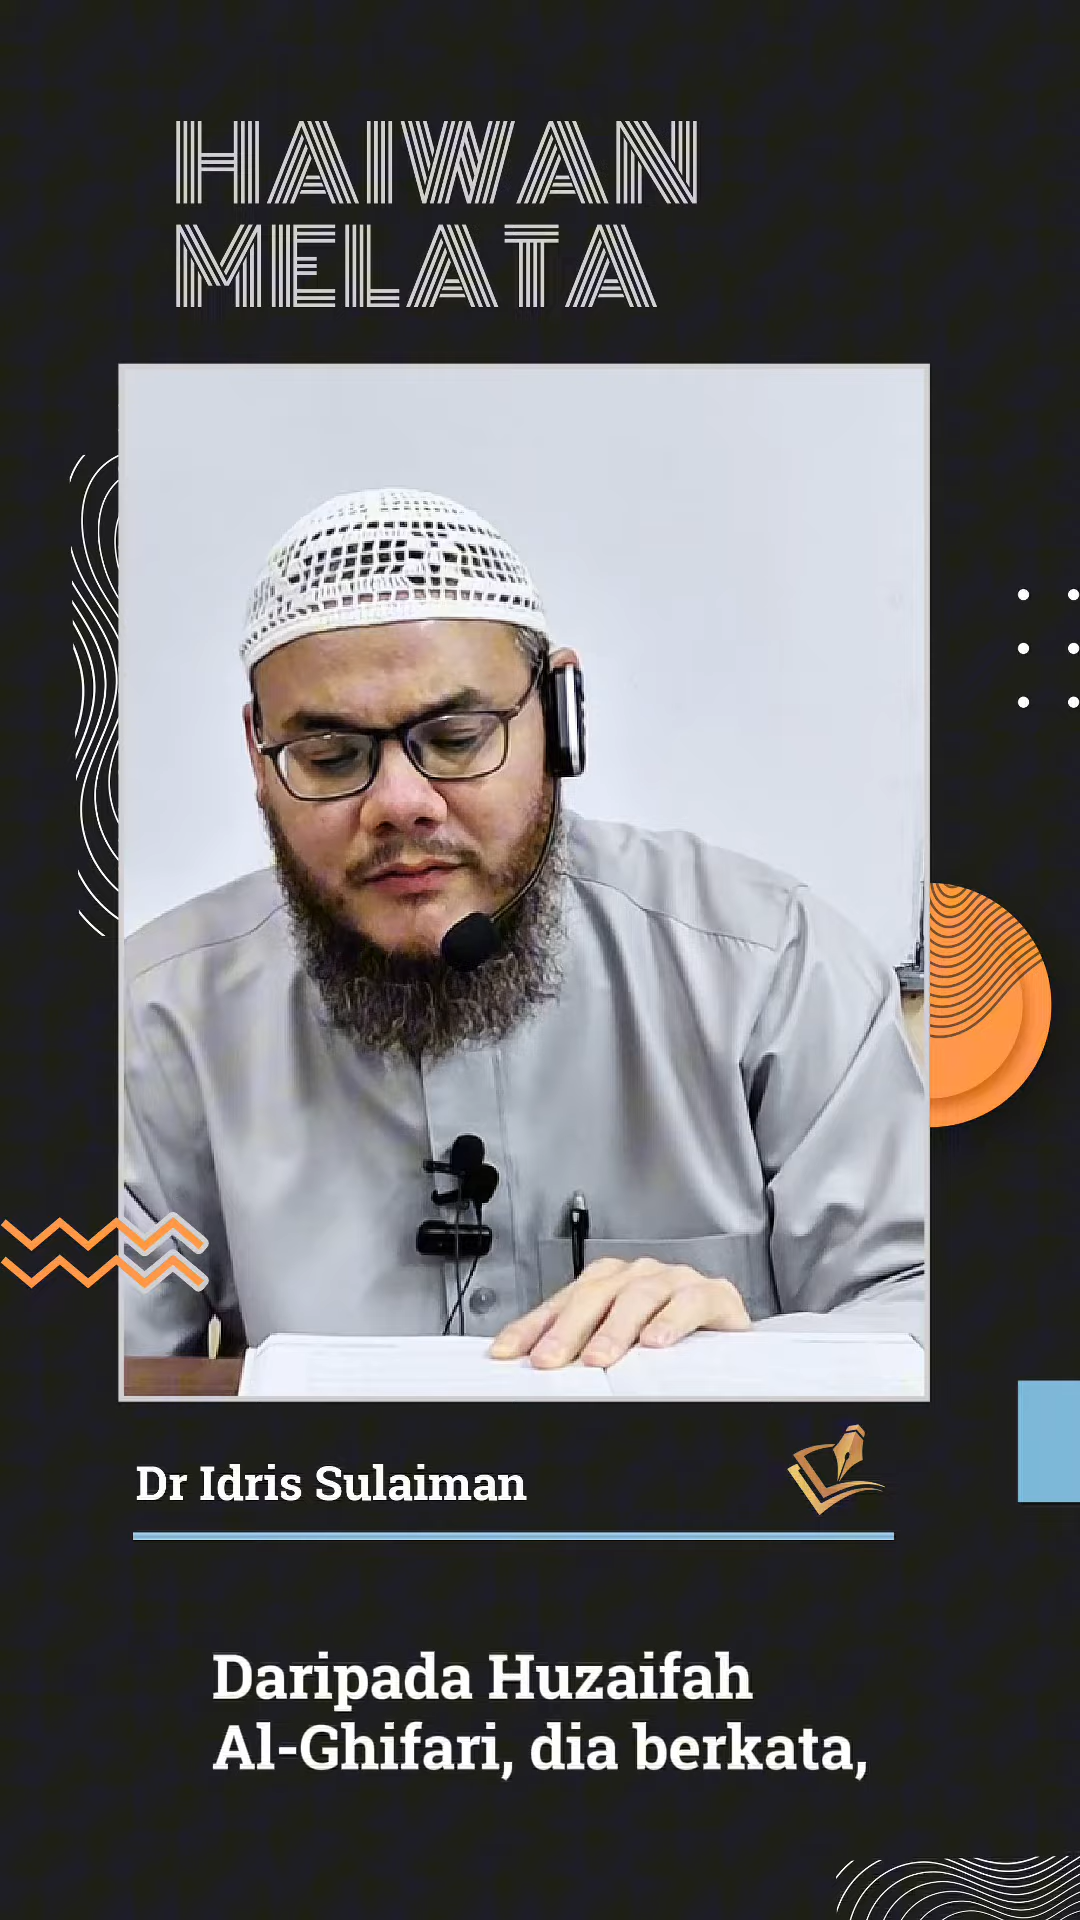 HAIWAN
MELATA
Dr Idris Sulaiman
Daripada Huzaifah
Al-Ghifari, dia berkata,